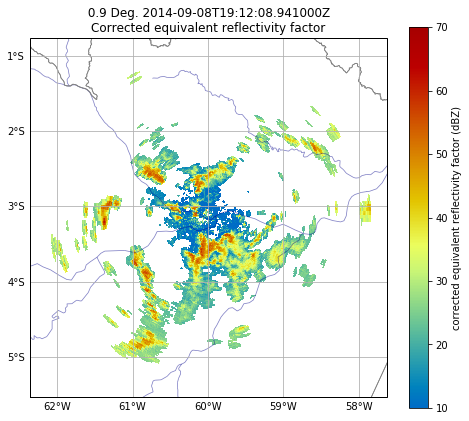 0.9 Deg. 2014-09-08T19:12:08.941000Z
Corrected equivalent reflectivity factor
1°S
2°S
3°S
4°S
5°S
62°W 61°W 60°W 59°W 58°W
70
60
50
40
30
20
10
corrected equivalent reflectivity factor (dBZ)